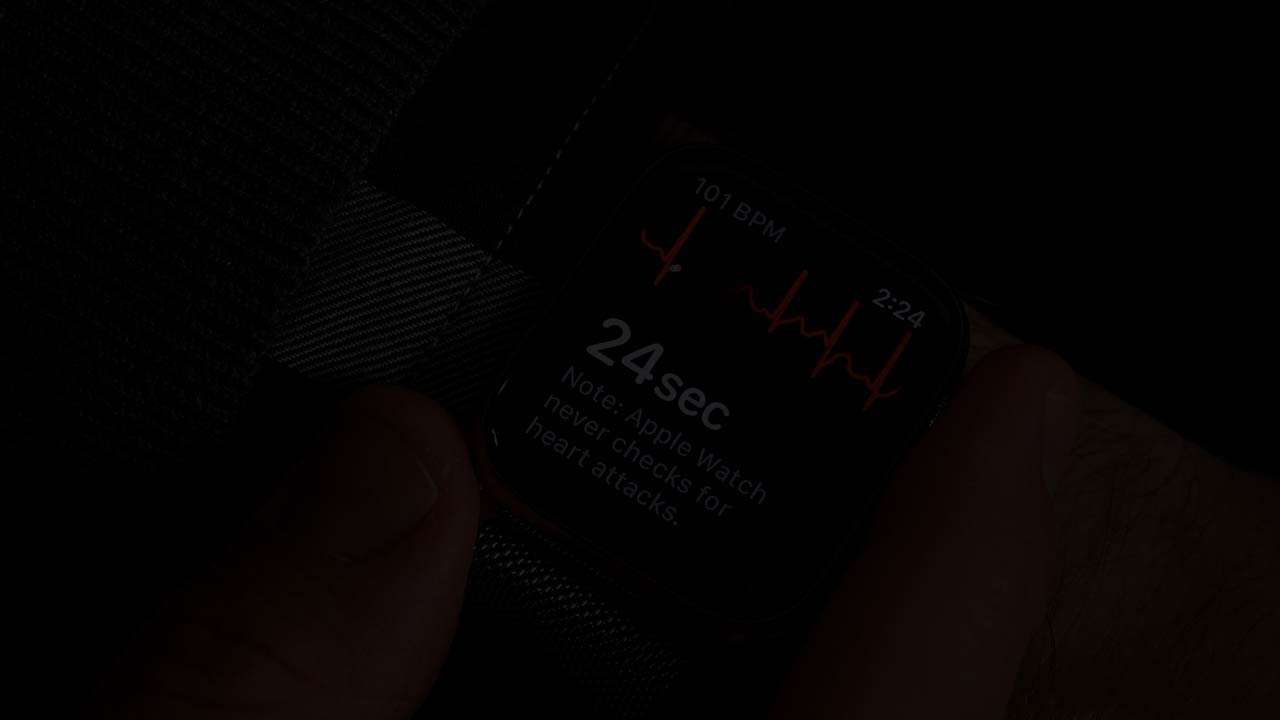 101 BPM
2:24
24sec
Note: Apple Watch
never checks for
heart attacks.